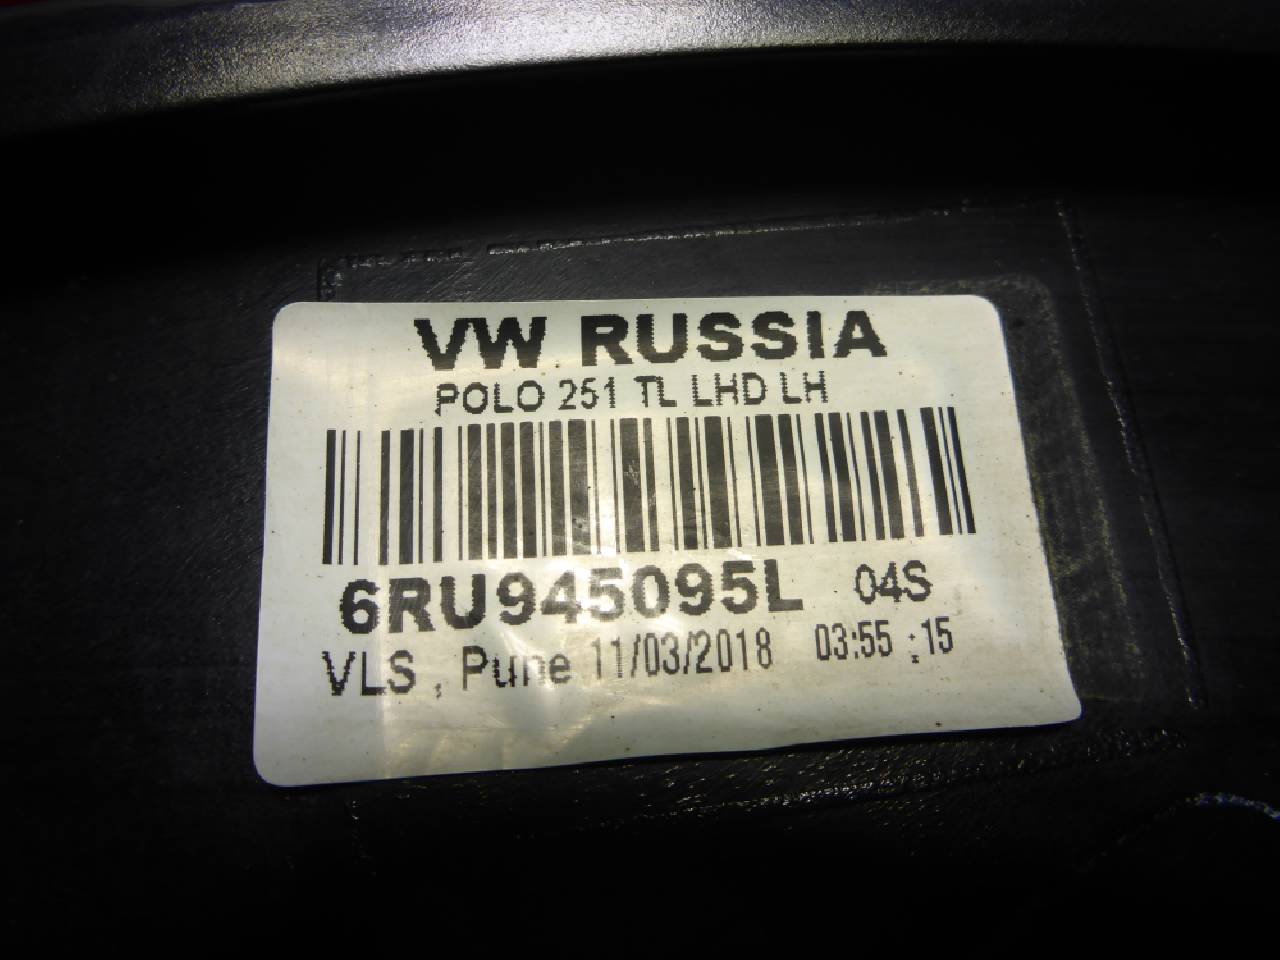 VW RUSSIA
POLO 251 TL LHD LH
6RU945095L 04S
VLS , Pune 11/03/2018 03:55 :15